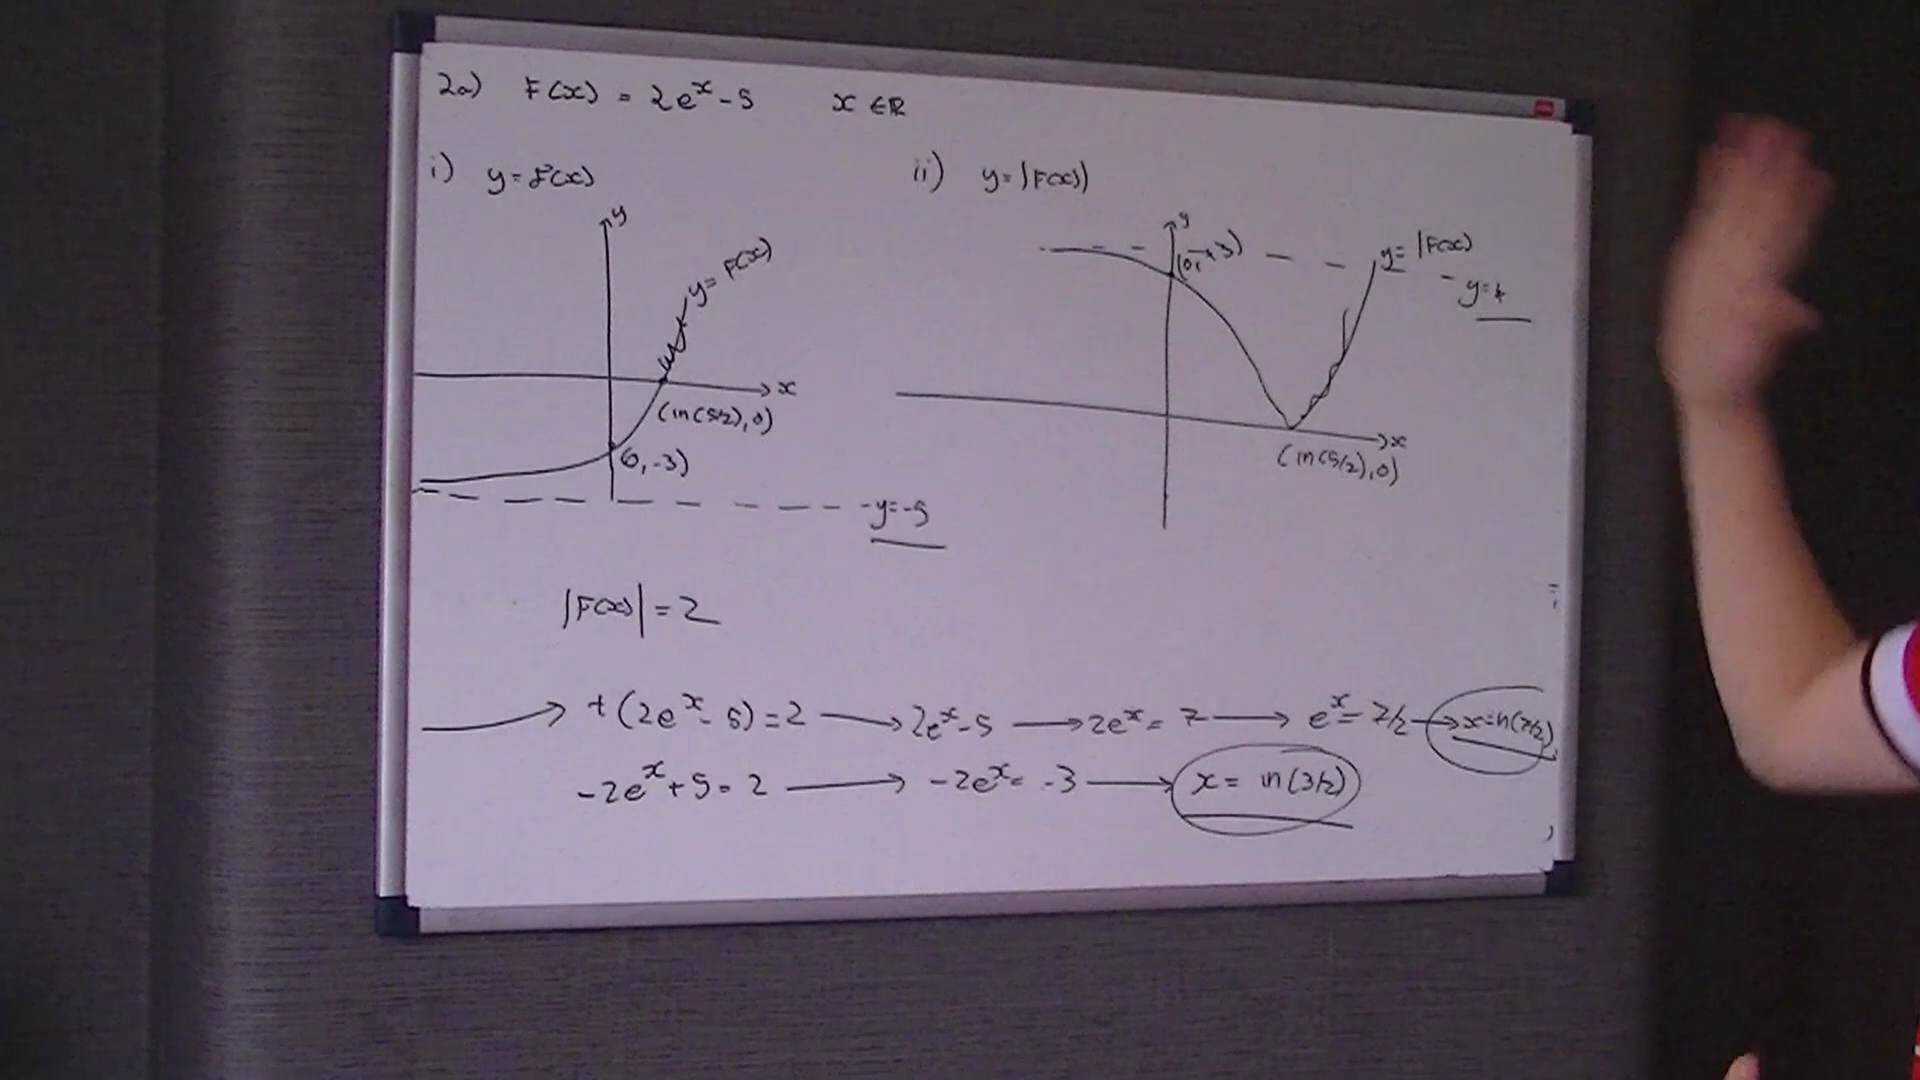 2a) F(x) = 2e^x - 5 x ∈ ℝ
i) y = f(x)
y
y = F(x)
x
(ln(5/2), 0)
(0, -3)
y = -5
ii) y = |F(x)|
y
(0, +3)
y = |F(x)
x
(ln(5/2), 0)
|F(x)| = 2
→ + (2e^x - 5) = 2 → 2e^x - 5 → 2e^x = 7 → e^x = 7/2 → x = ln(7/2)
-2e^x + 5 = 2 → -2e^x = -3 → x = ln(3/2)